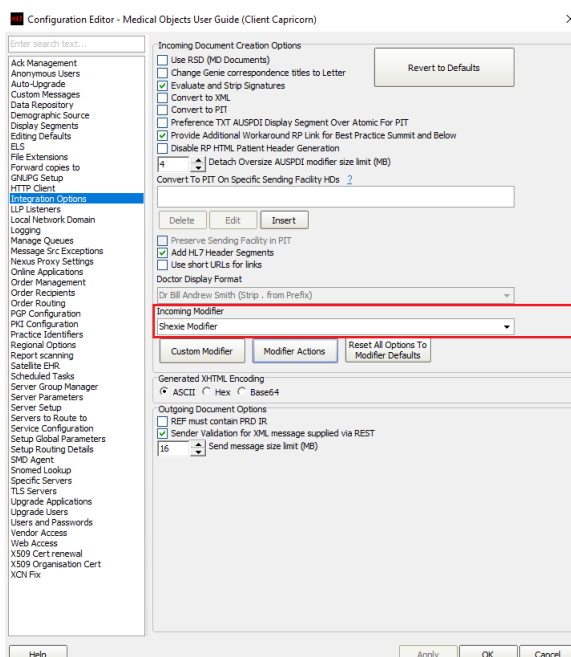 HL7 Configuration Editor - Medical Objects User Guide (Client Capricorn)
Enter search text...
Ack Management
Anonymous Users
Auto-Upgrade
Custom Messages
Data Repository
Demographic Source
Display Segments
Editing Defaults
ELS
File Extensions
Forward copies to
GNUPG Setup
HTTP Client
Integration Options
LLP Listeners
Local Network Domain
Logging
Manage Queues
Message Src Exceptions
Nexus Proxy Settings
Online Applications
Order Management
Order Recipients
Order Routing
PGP Configuration
PKI Configuration
Practice Identifiers
Regional Options
Report scanning
Satellite EHR
Scheduled Tasks
Server Group Manager
Server Parameters
Server Setup
Servers to Route to
Service Configuration
Setup Global Parameters
Setup Routing Details
SMD Agent
Snomed Lookup
Specific Servers
TLS Servers
Upgrade Applications
Upgrade Users
Users and Passwords
Vendor Access
Web Access
X509 Cert renewal
X509 Organisation Cert
XCN Fix
Incoming Document Creation Options
Use RSD (MD Documents)
Change Genie correspondence titles to Letter
Revert to Defaults
Evaluate and Strip Signatures
Convert to XML
Convert to PIT
Preference TXT AUSPDI Display Segment Over Atomic For PIT
Provide Additional Workaround RP Link for Best Practice Summit and Below
Disable RP HTML Patient Header Generation
4 Detach Oversize AUSPDI modifier size limit (MB)
Convert To PIT On Specific Sending Facility HDs ?
Delete Edit Insert
Preserve Sending Facility in PIT
Add HL7 Header Segments
Use short URLs for links
Doctor Display Format
Dr Bill Andrew Smith (Strip . from Prefix)
Incoming Modifier
Shexie Modifier
Custom Modifier Modifier Actions Reset All Options To
Modifier Defaults
Generated XHTML Encoding
ASCII Hex Base64
Outgoing Document Options
REF must contain PRD IR
Sender Validation for XML message supplied via REST
16 Send message size limit (MB)
Help Apply OK Cancel